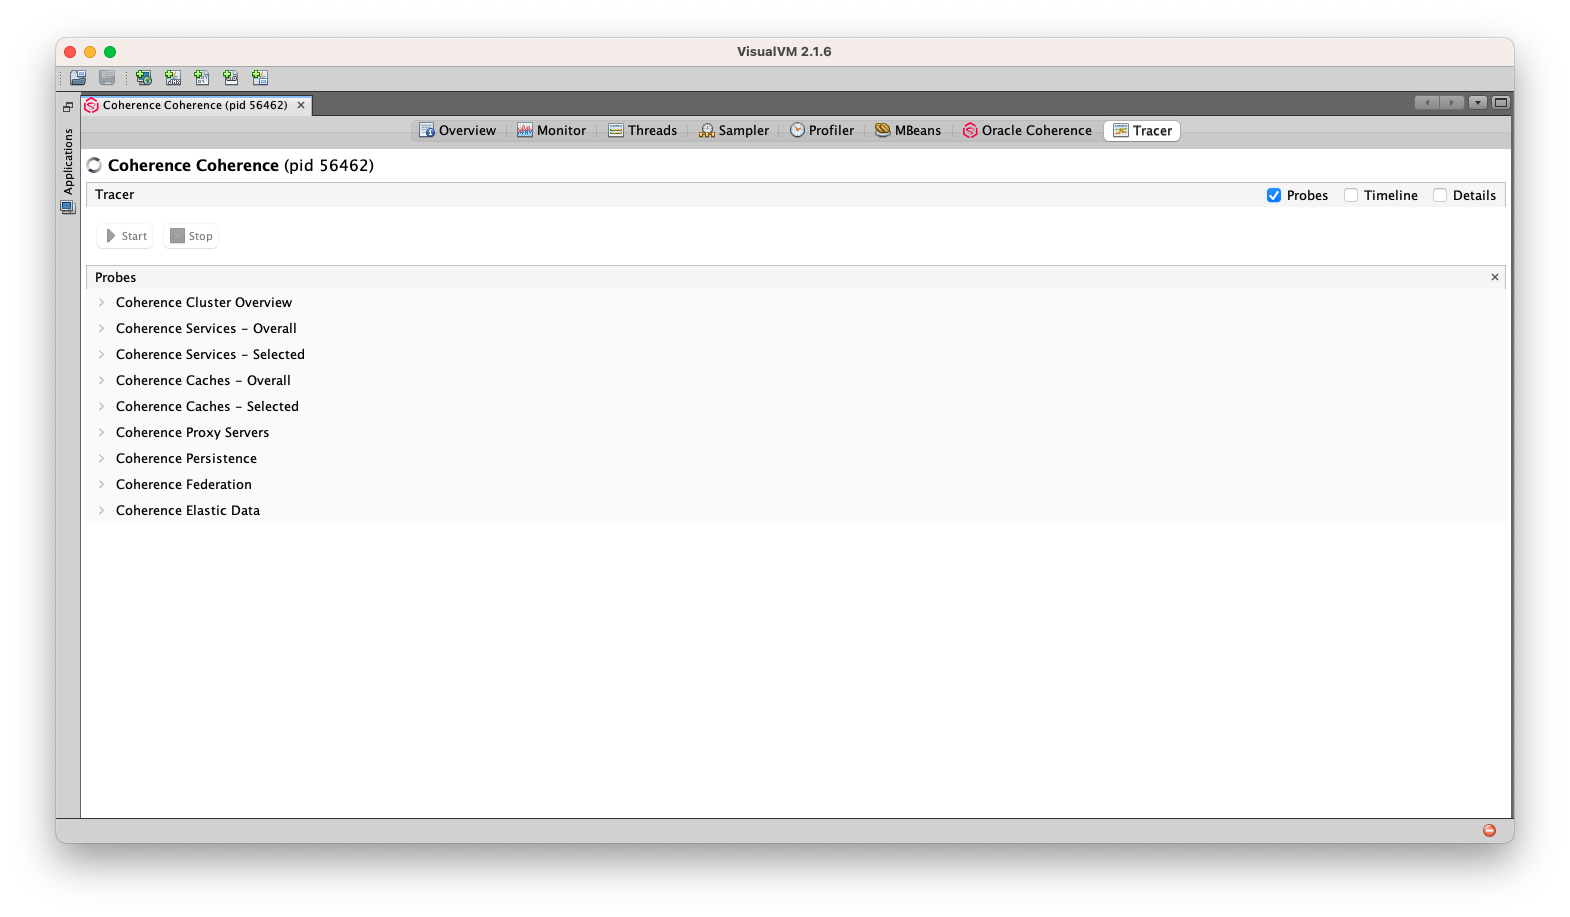 VisualVM 2.1.6
Coherence Coherence (pid 56462)
Applications
Overview Monitor Threads Sampler Profiler MBeans Oracle Coherence Tracer
Coherence Coherence (pid 56462)
Tracer Probes Timeline Details
Start Stop
Probes
Coherence Cluster Overview
Coherence Services – Overall
Coherence Services – Selected
Coherence Caches – Overall
Coherence Caches – Selected
Coherence Proxy Servers
Coherence Persistence
Coherence Federation
Coherence Elastic Data